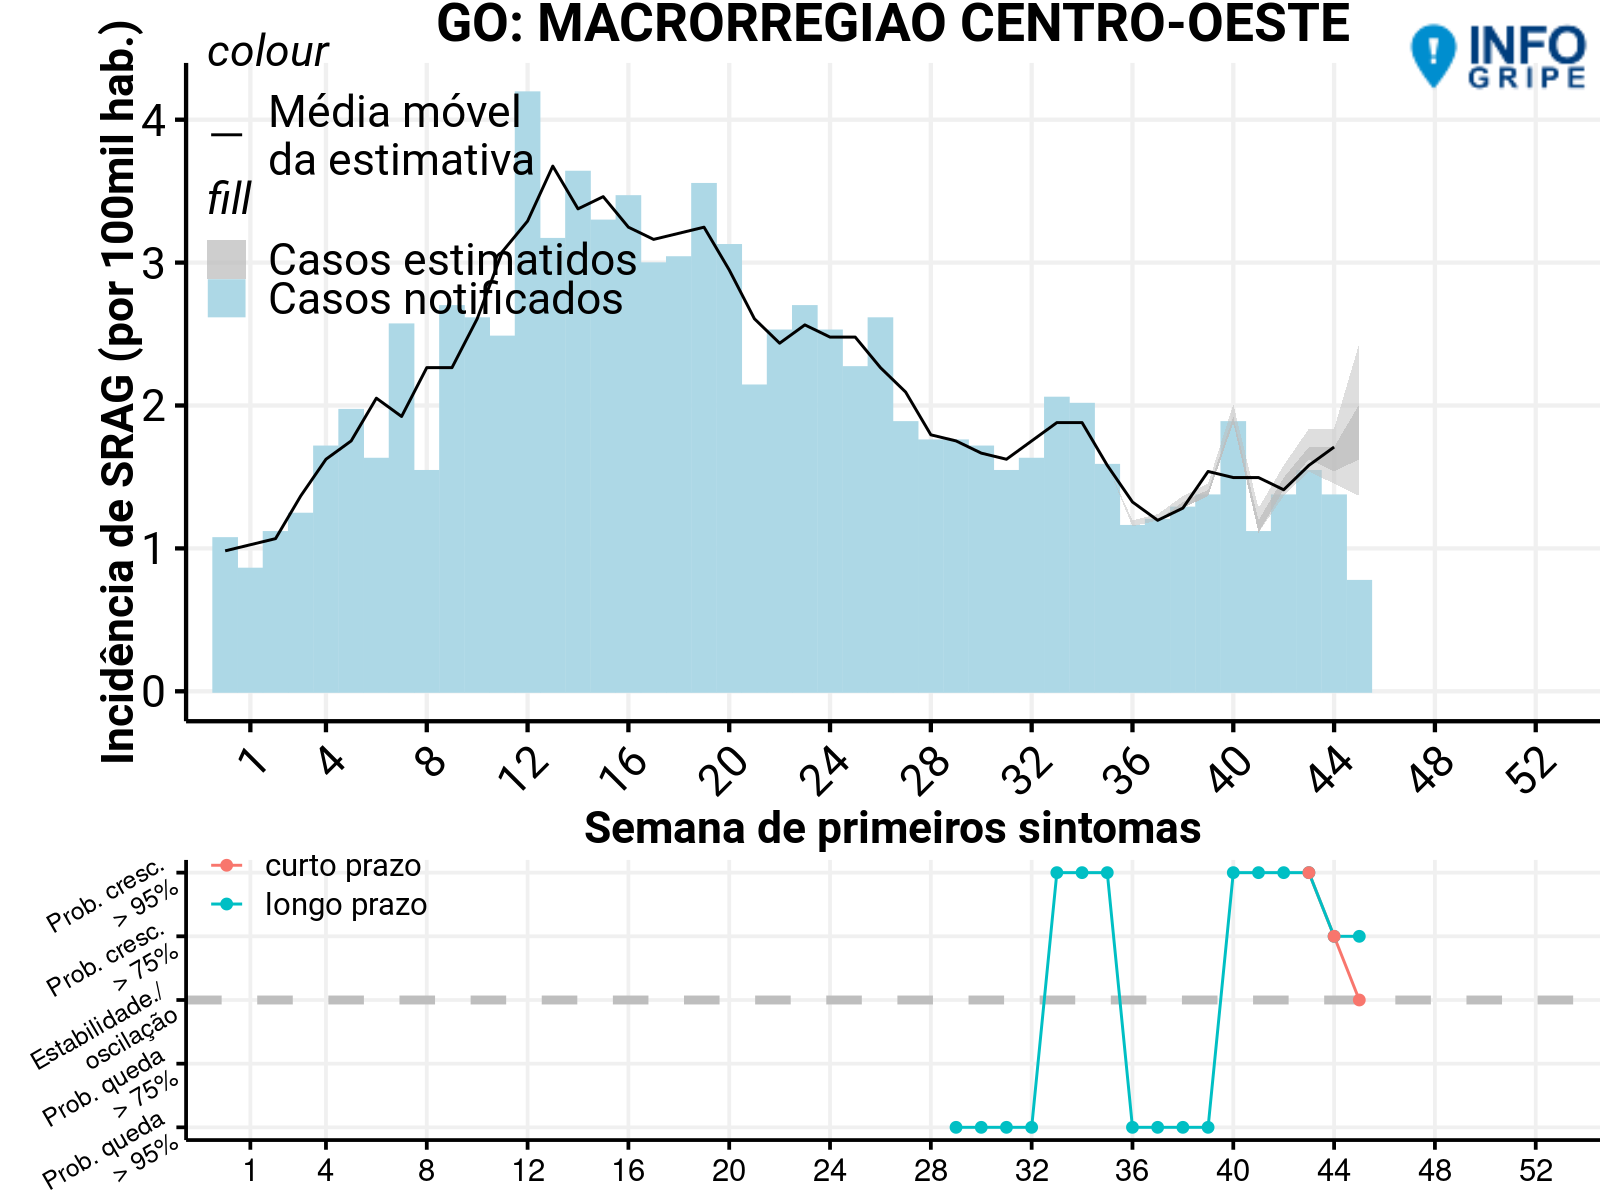 GO: MACRORREGIAO CENTRO-OESTE
INFO
GRIPE
Incidência de SRAG (por 100mil hab.)
colour
Média móvel
da estimativa
fill
Casos estimatidos
Casos notificados
4
3
2
1
0
1 4 8 12 16 20 24 28 32 36 40 44 48 52
Semana de primeiros sintomas
curto prazo
longo prazo
Prob. cresc.
> 95%
Prob. cresc.
> 75%
Estabilidade./
oscilação
Prob. queda
> 75%
Prob. queda
> 95%
1 4 8 12 16 20 24 28 32 36 40 44 48 52